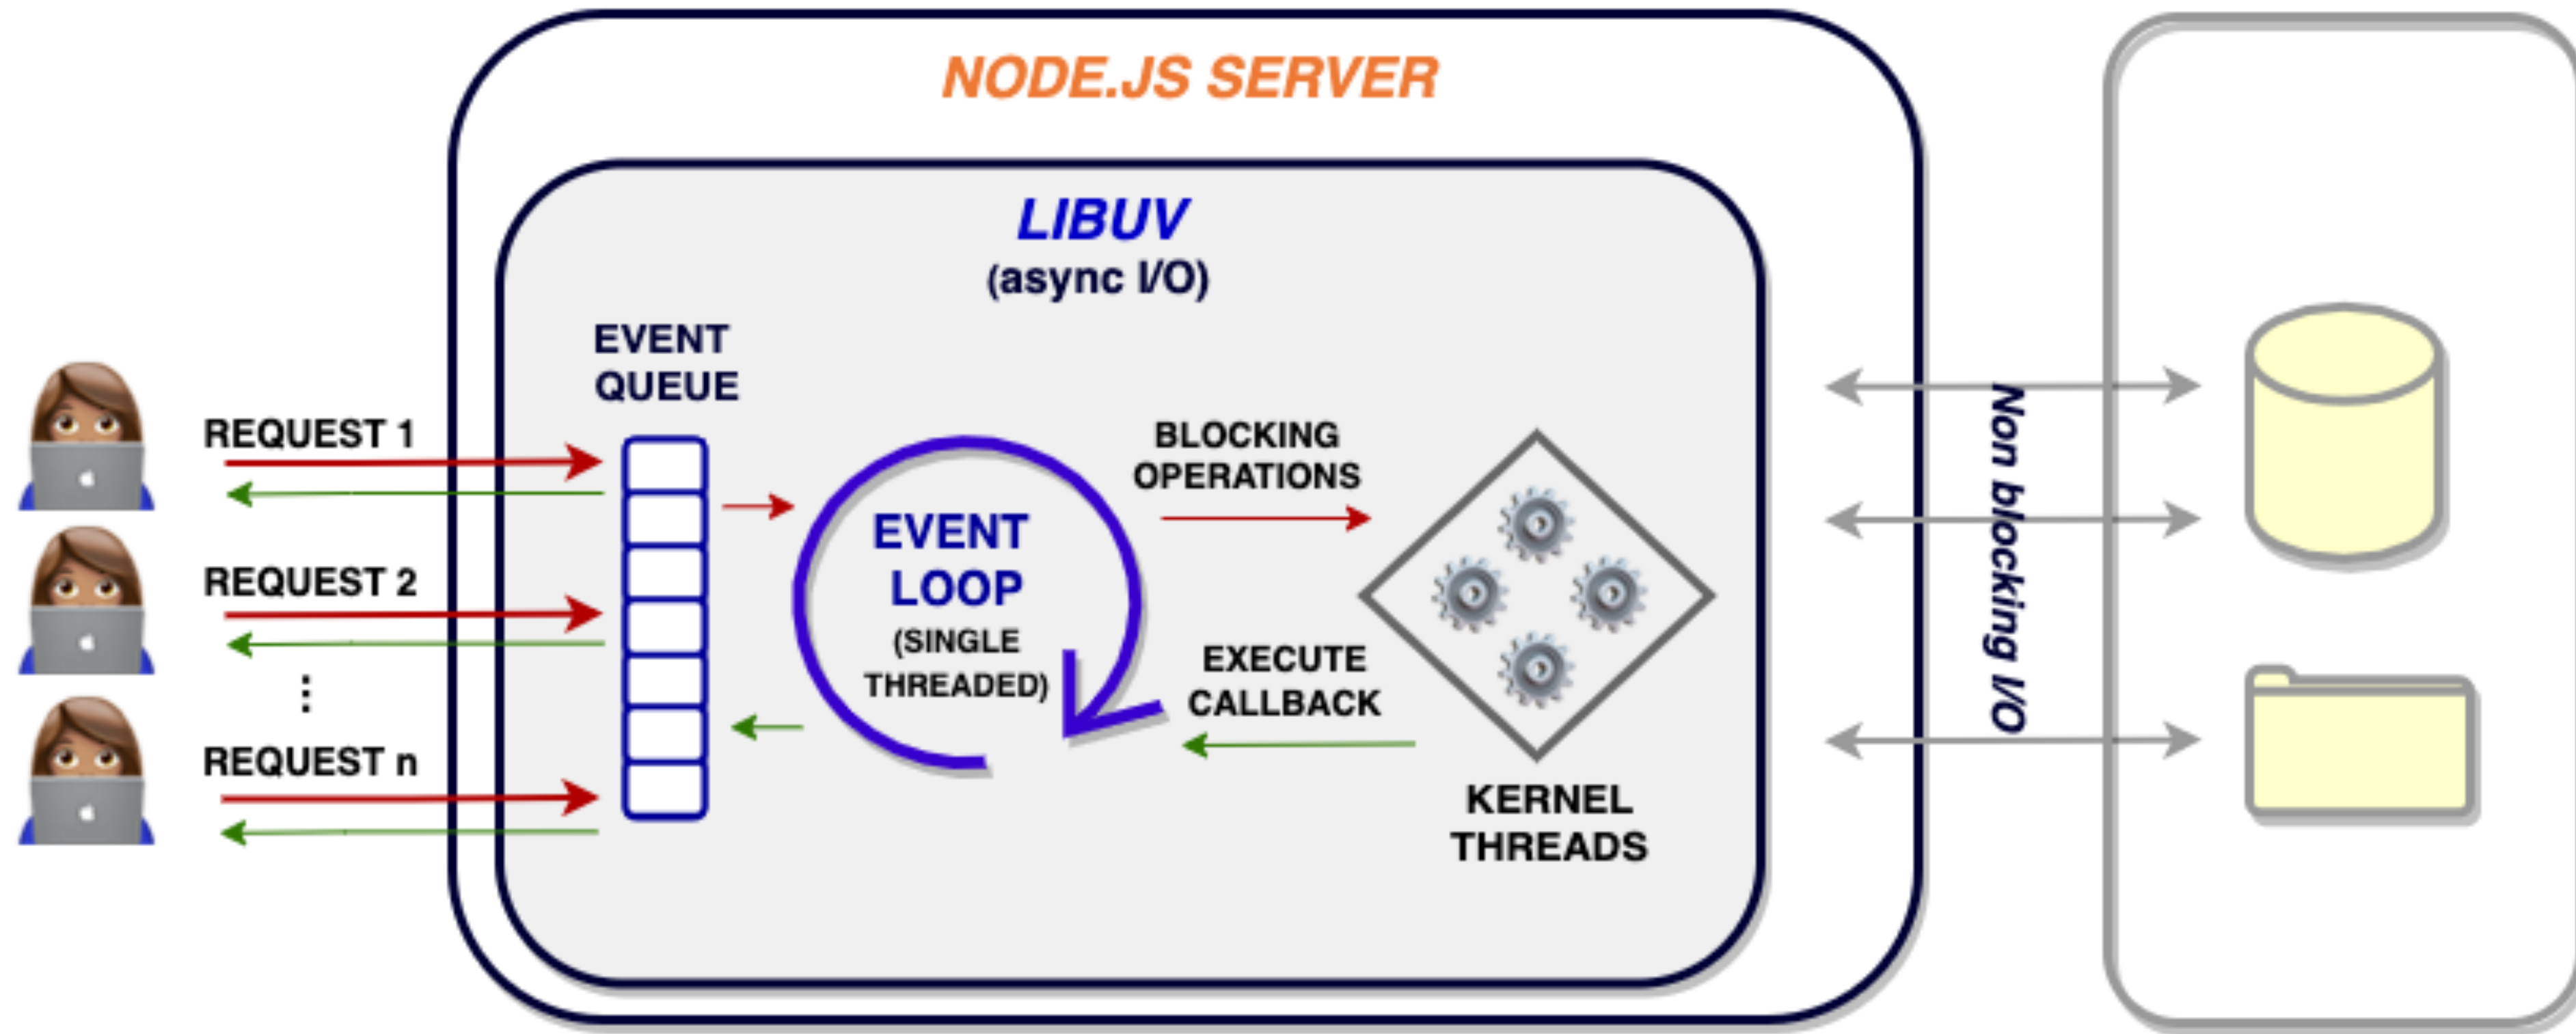 NODE.JS SERVER
LIBUV
(async I/O)
EVENT
QUEUE
REQUEST 1
REQUEST 2
⋮
REQUEST n
EVENT
LOOP
(SINGLE
THREADED)
BLOCKING
OPERATIONS
EXECUTE
CALLBACK
KERNEL
THREADS
Non blocking I/O